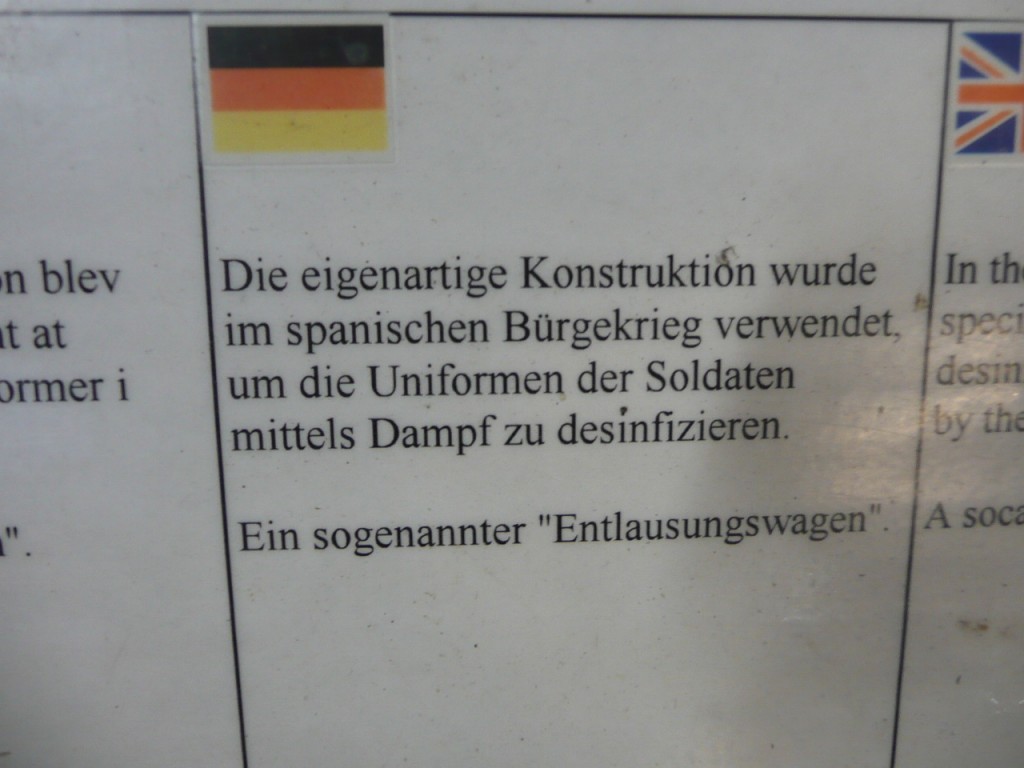 on blev
at
ormer i
".
Die eigenartige Konstruktion wurde
im spanischen Bürgekrieg verwendet,
um die Uniformen der Soldaten
mittels Dampf zu desinfizieren.
Ein sogenannter "Entlausungswagen".
In the
speci
desin
by the
A soca